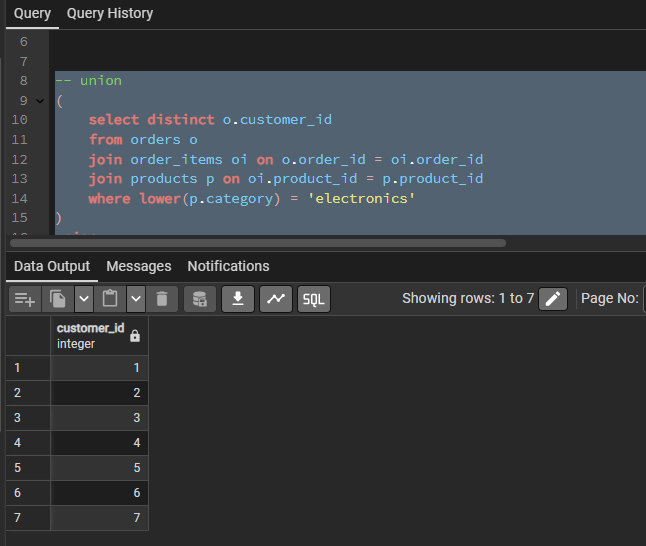 Query Query History
6
7
8 -- union
9 (
10 select distinct o.customer_id
11 from orders o
12 join order_items oi on o.order_id = oi.order_id
13 join products p on oi.product_id = p.product_id
14 where lower(p.category) = 'electronics'
15 )
Data Output Messages Notifications
SQL Showing rows: 1 to 7 Page No:
customer_id
integer
1 1
2 2
3 3
4 4
5 5
6 6
7 7